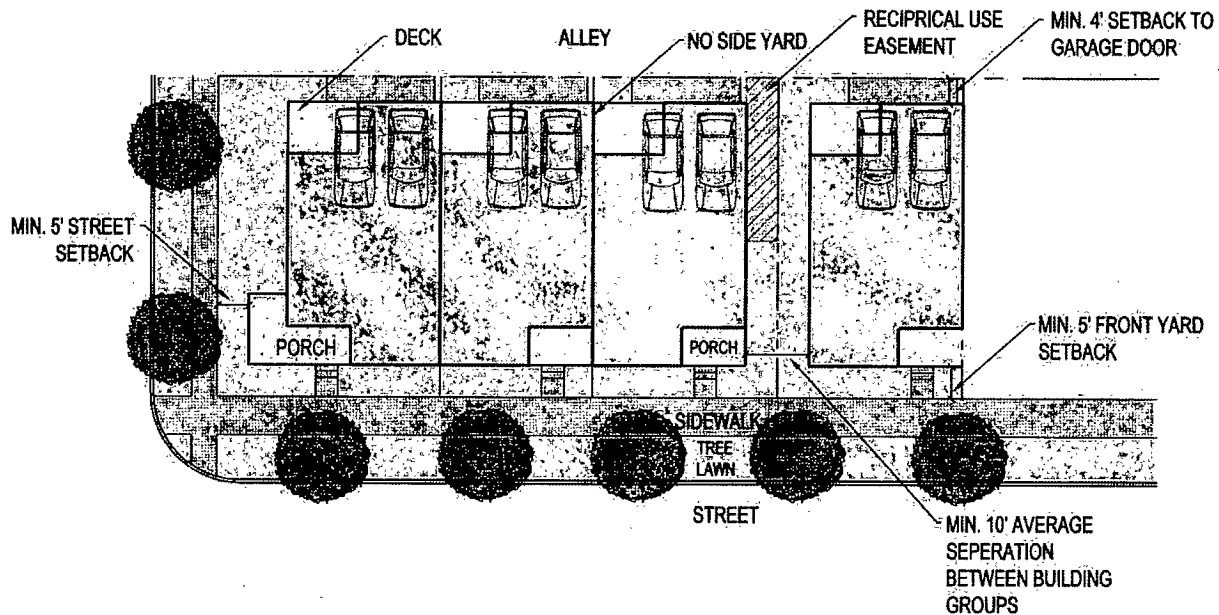 DECK
ALLEY
NO SIDE YARD
RECIPRICAL USE
EASEMENT
MIN. 4' SETBACK TO
GARAGE DOOR
MIN. 5' STREET
SETBACK
PORCH
PORCH
MIN. 5' FRONT YARD
SETBACK
SIDEWALK
TREE
LAWN
STREET
MIN. 10' AVERAGE
SEPERATION
BETWEEN BUILDING
GROUPS